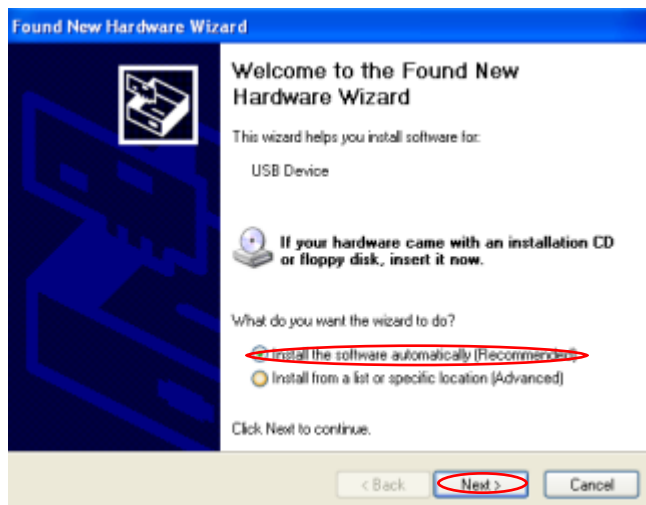 Found New Hardware Wizard
Welcome to the Found New
Hardware Wizard
This wizard helps you install software for:
USB Device
If your hardware came with an installation CD
or floppy disk, insert it now.
What do you want the wizard to do?
Install the software automatically (Recommended)
Install from a list or specific location (Advanced)
Click Next to continue.
< Back
Next >
Cancel